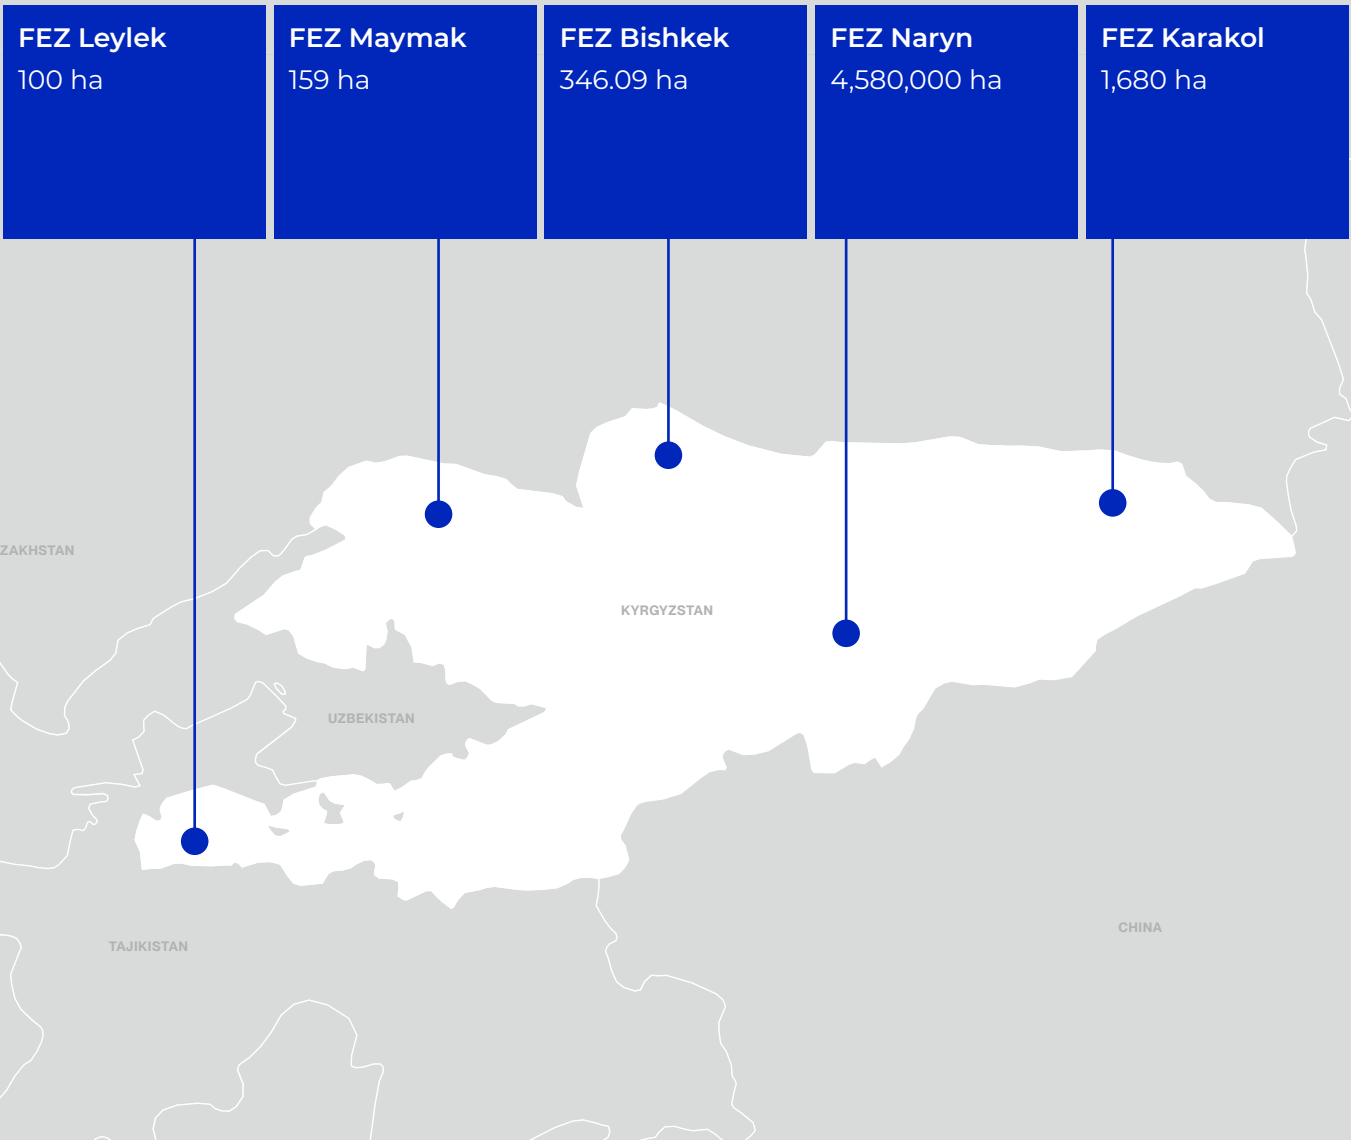 FEZ Leylek
100 ha
FEZ Maymak
159 ha
FEZ Bishkek
346.09 ha
FEZ Naryn
4,580,000 ha
FEZ Karakol
1,680 ha
ZAKHSTAN
KYRGYZSTAN
UZBEKISTAN
CHINA
TAJIKISTAN